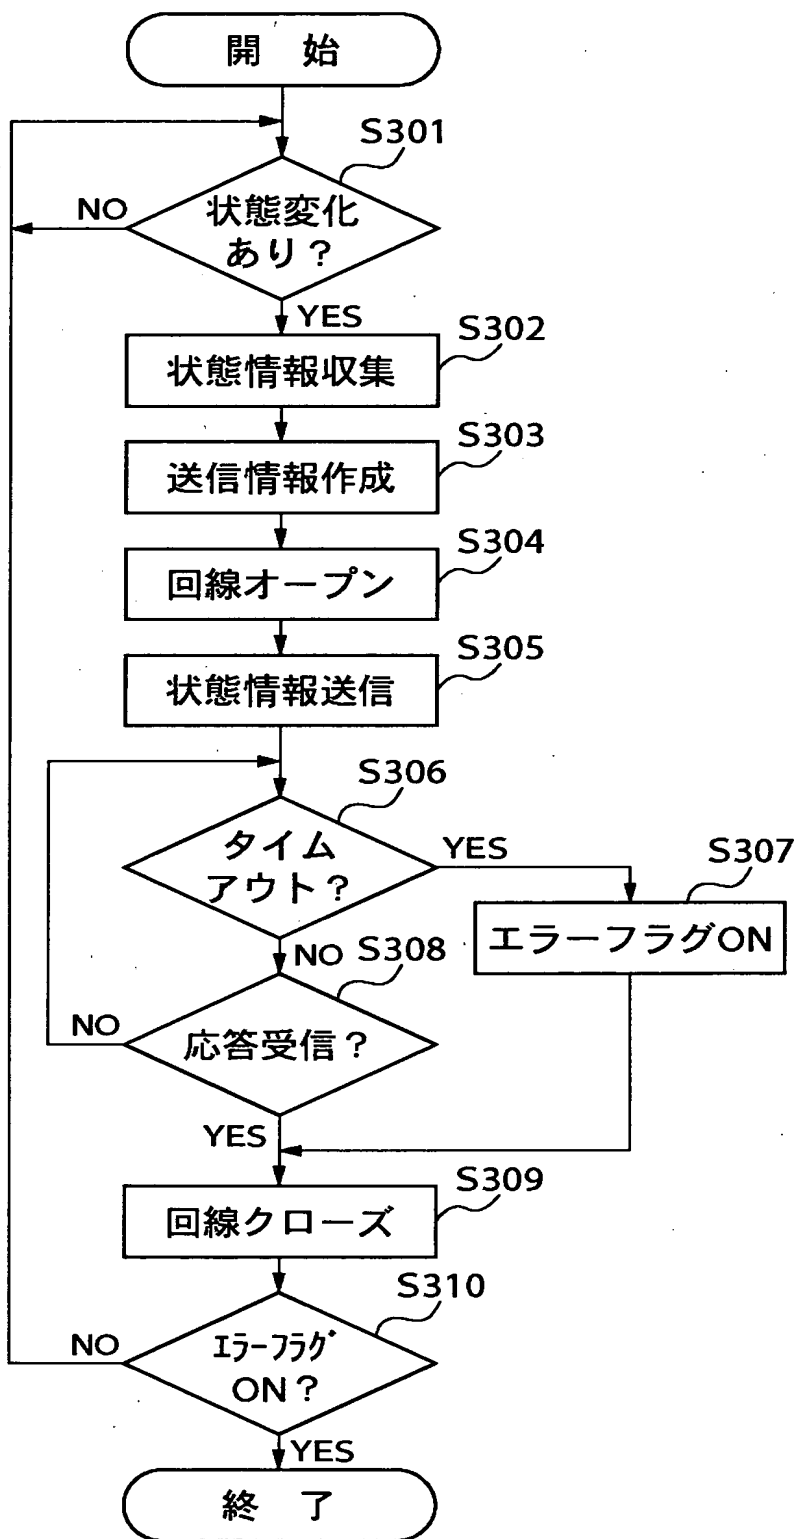 開 始
S301
NO
状態変化
あり?
YES
S302
状態情報収集
S303
送信情報作成
S304
回線オープン
S305
状態情報送信
S306
タイム
アウト?
YES
S307
エラーフラグON
NO
S308
NO
応答受信?
YES
S309
回線クローズ
S310
NO
エラーフラグ
ON?
YES
終 了